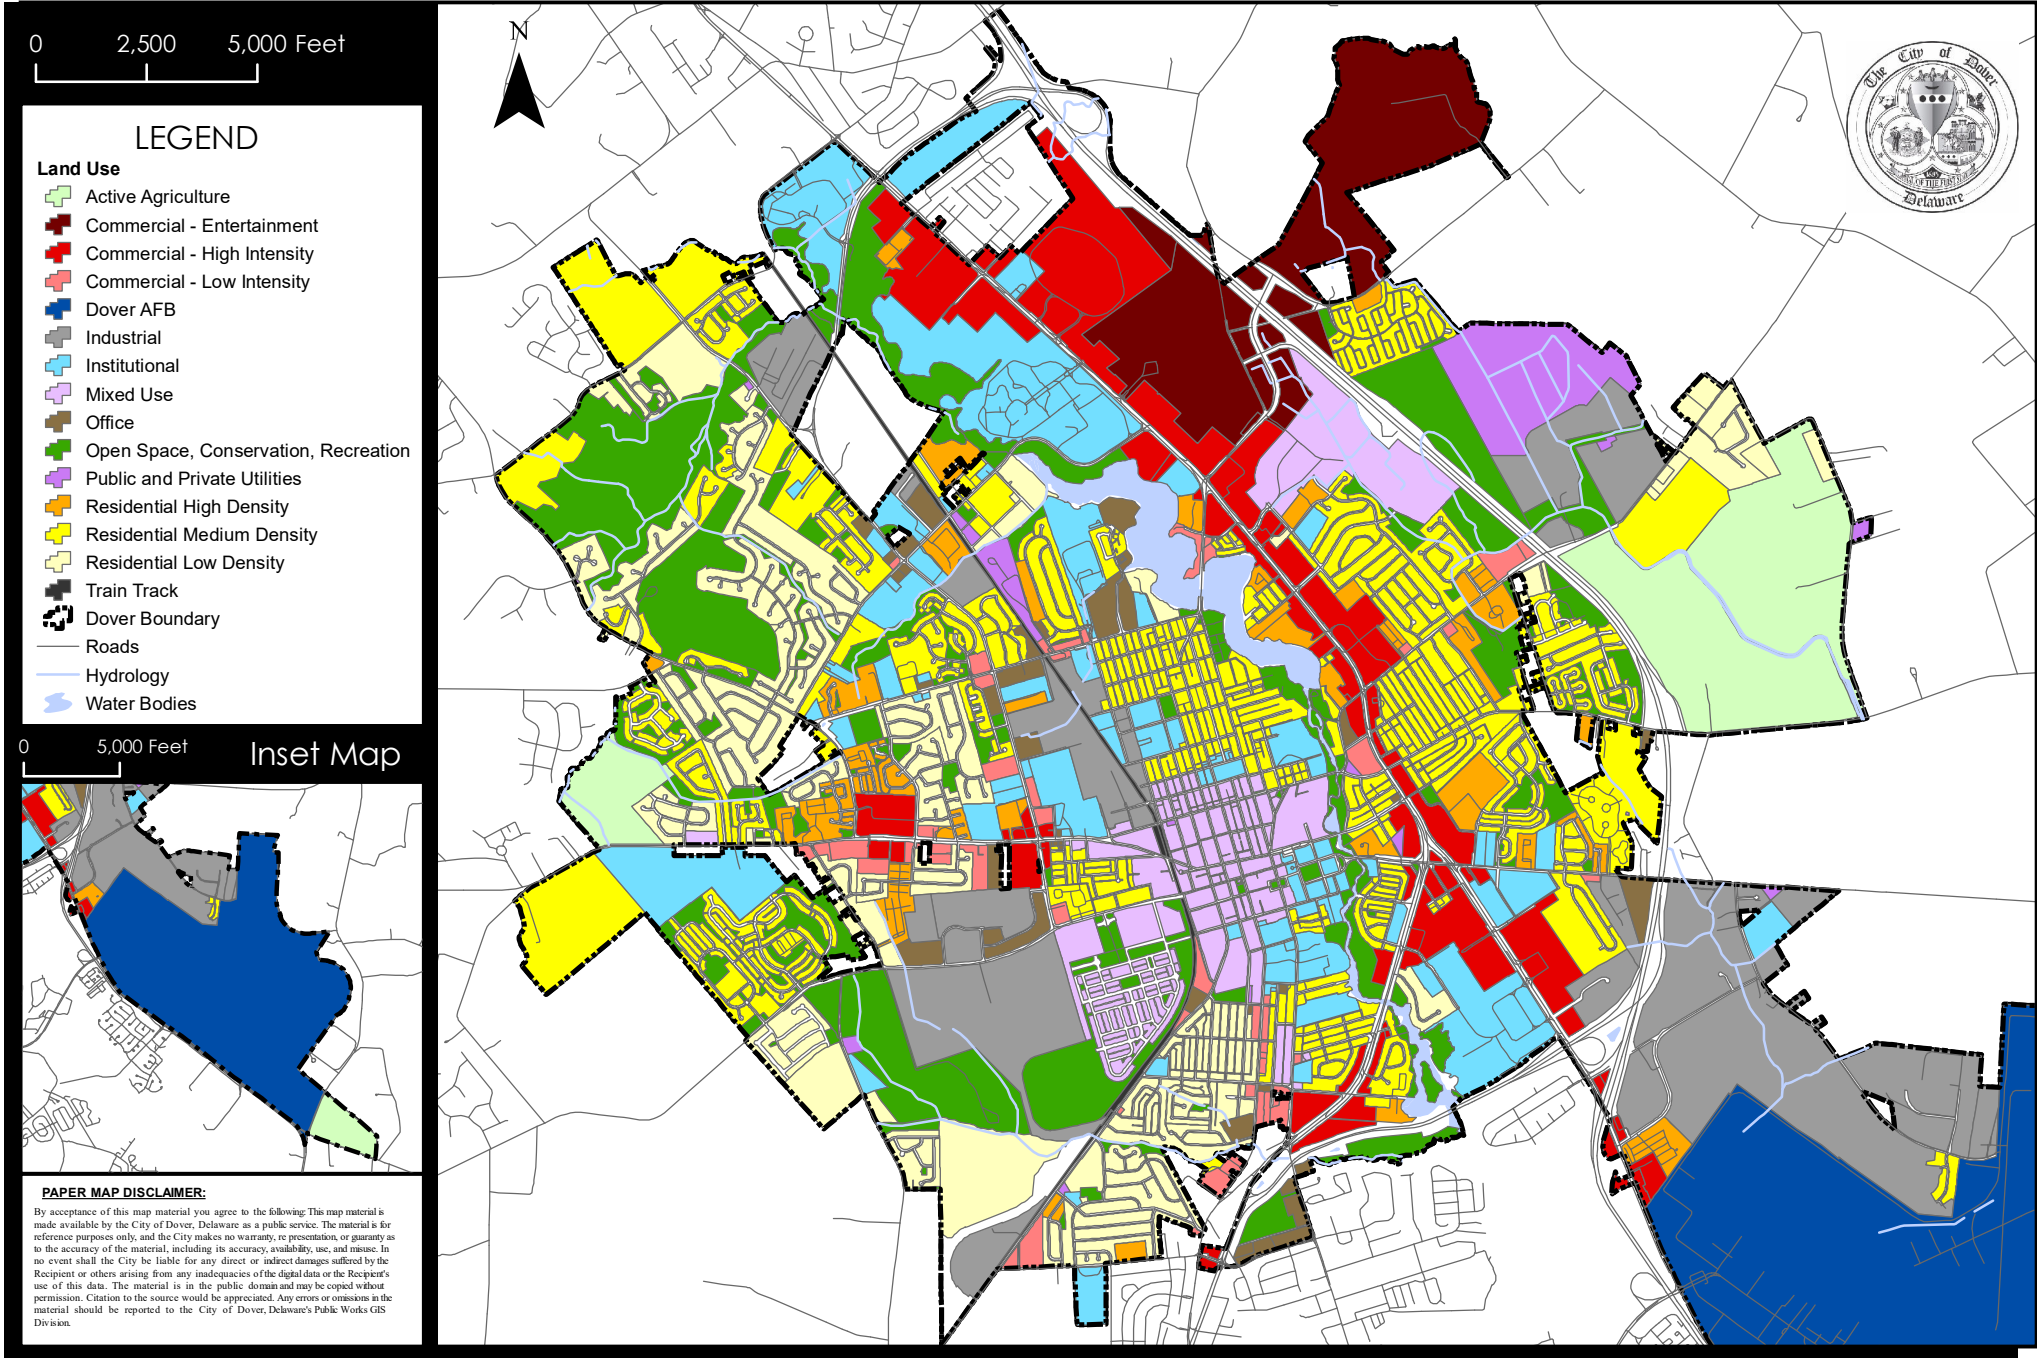 0 2,500 5,000 Feet
LEGEND
Land Use
Active Agriculture
Commercial - Entertainment
Commercial - High Intensity
Commercial - Low Intensity
Dover AFB
Industrial
Institutional
Mixed Use
Office
Open Space, Conservation, Recreation
Public and Private Utilities
Residential High Density
Residential Medium Density
Residential Low Density
Train Track
Dover Boundary
Roads
Hydrology
Water Bodies
0 5,000 Feet
Inset Map
PAPER MAP DISCLAIMER:
By acceptance of this map material you agree to the following: This map material is
made available by the City of Dover, Delaware as a public service. The material is for
reference purposes only, and the City makes no warranty, representation, or guaranty as
to the accuracy of the material, including its accuracy, availability, use, and misuse. In
no event shall the City be liable for any direct or indirect damages suffered by the
Recipient or others arising from any inadequacies of the digital data or the Recipient's
use of this data. The material is in the public domain and may be copied without
permission. Citation to the source would be appreciated. Any errors or omissions in the
material should be reported to the City of Dover, Delaware's Public Works GIS
Division.
N
The City of Dover
Delaware